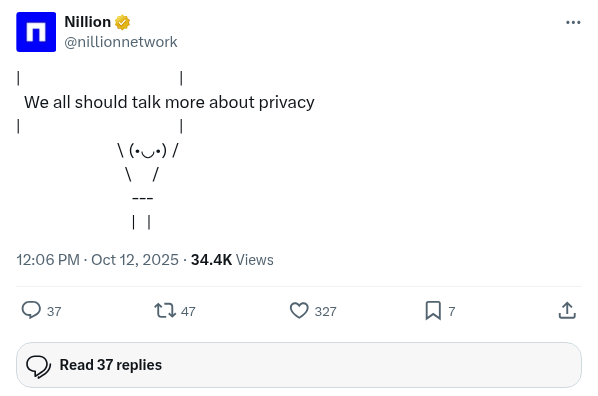 Nillion
@nillionnetwork
|                                  |
  We all should talk more about privacy
|                                  |
                     \ (•◡•) /
                       \     /
                        ---
                        |  |
12:06 PM · Oct 12, 2025 · 34.4K Views
37 47 327 7
Read 37 replies